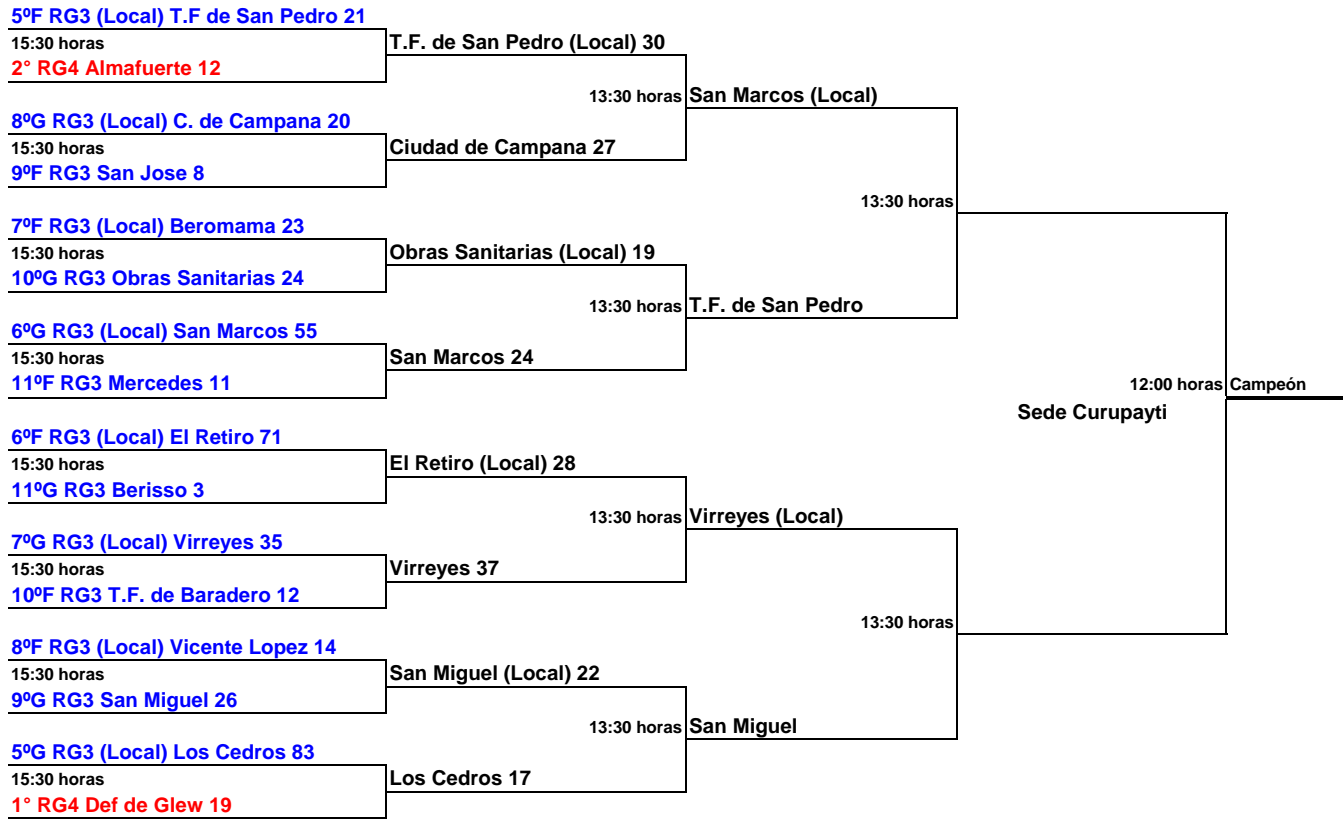 5ºF RG3 (Local) T.F de San Pedro 21
15:30 horas
2° RG4 Almafuerte 12
T.F. de San Pedro (Local) 30
13:30 horas
San Marcos (Local)
8ºG RG3 (Local) C. de Campana 20
15:30 horas
9ºF RG3 San Jose 8
Ciudad de Campana 27
13:30 horas
7ºF RG3 (Local) Beromama 23
15:30 horas
10ºG RG3 Obras Sanitarias 24
Obras Sanitarias (Local) 19
13:30 horas
T.F. de San Pedro
6ºG RG3 (Local) San Marcos 55
15:30 horas
11ºF RG3 Mercedes 11
San Marcos 24
12:00 horas
Campeón
Sede Curupayti
6ºF RG3 (Local) El Retiro 71
15:30 horas
11ºG RG3 Berisso 3
El Retiro (Local) 28
13:30 horas
Virreyes (Local)
7ºG RG3 (Local) Virreyes 35
15:30 horas
10ºF RG3 T.F. de Baradero 12
Virreyes 37
13:30 horas
8ºF RG3 (Local) Vicente Lopez 14
15:30 horas
9ºG RG3 San Miguel 26
San Miguel (Local) 22
13:30 horas
San Miguel
5ºG RG3 (Local) Los Cedros 83
15:30 horas
1° RG4 Def de Glew 19
Los Cedros 17